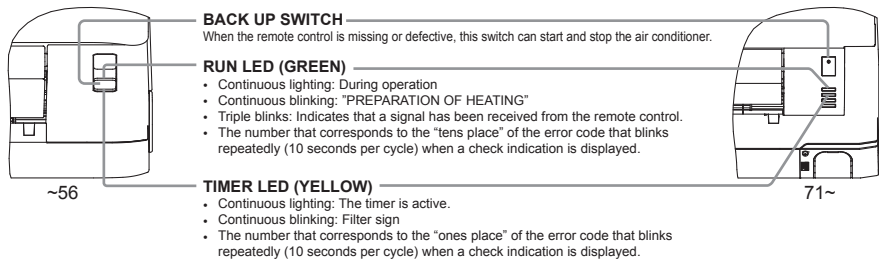 BACK UP SWITCH
When the remote control is missing or defective, this switch can start and stop the air conditioner.
RUN LED (GREEN)
• Continuous lighting: During operation
• Continuous blinking: ”PREPARATION OF HEATING”
• Triple blinks: Indicates that a signal has been received from the remote control.
• The number that corresponds to the “tens place” of the error code that blinks
repeatedly (10 seconds per cycle) when a check indication is displayed.
~56
71~
TIMER LED (YELLOW)
• Continuous lighting: The timer is active.
• Continuous blinking: Filter sign
• The number that corresponds to the “ones place” of the error code that blinks
repeatedly (10 seconds per cycle) when a check indication is displayed.